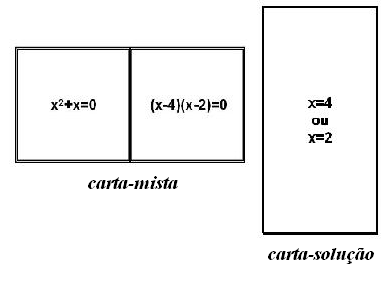 x²+x=0
(x-4)(x-2)=0
carta-mista
x=4
ou
x=2
carta-solução